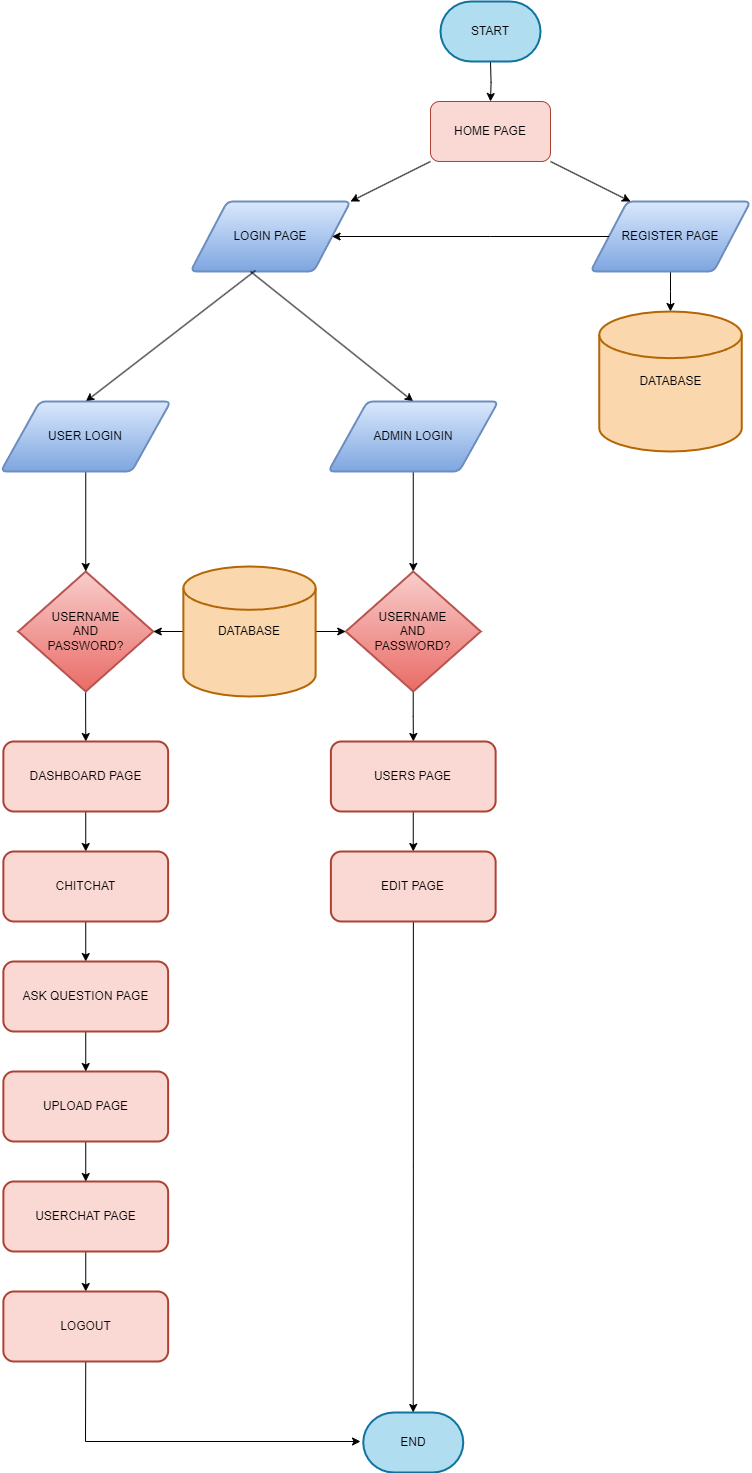 START
HOME PAGE
LOGIN PAGE
REGISTER PAGE
DATABASE
USER LOGIN
ADMIN LOGIN
USERNAME
AND
PASSWORD?
DATABASE
USERNAME
AND
PASSWORD?
DASHBOARD PAGE
USERS PAGE
CHITCHAT
EDIT PAGE
ASK QUESTION PAGE
UPLOAD PAGE
USERCHAT PAGE
LOGOUT
END